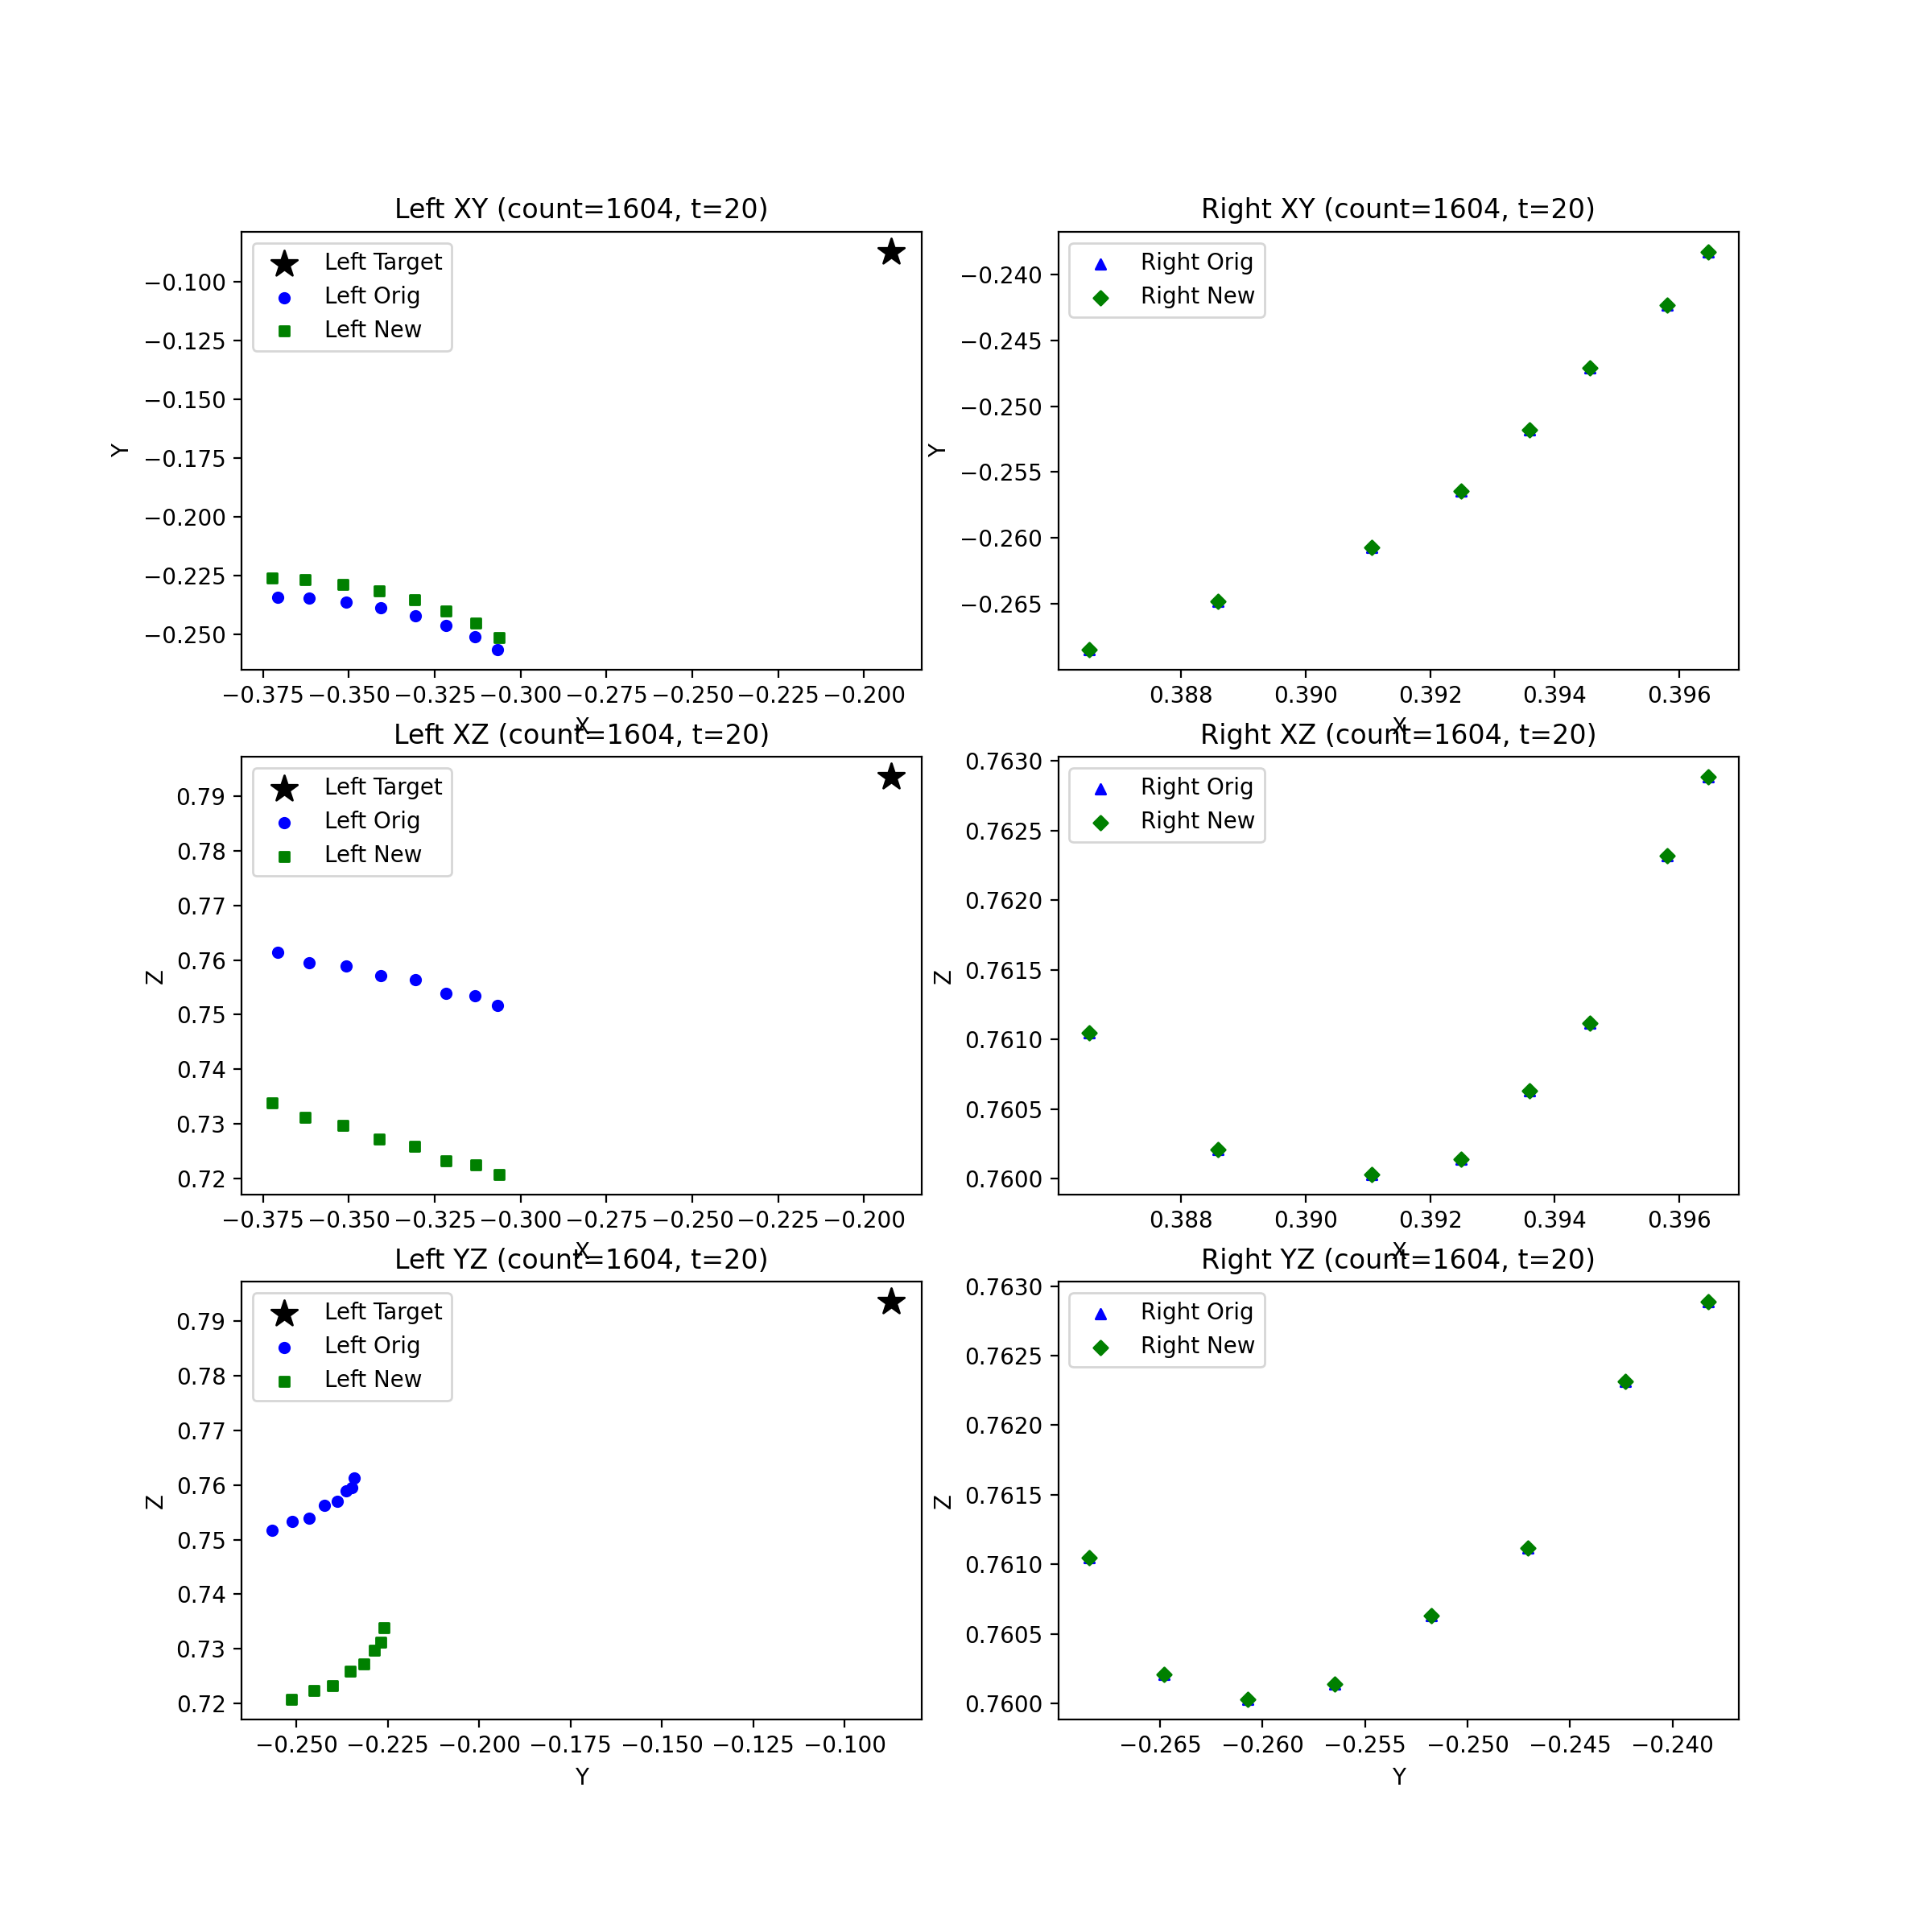 Left XY (count=1604, t=20)
Left Target
Left Orig
Left New
−0.100
−0.125
−0.150
−0.175
−0.200
−0.225
−0.250
Y
−0.375 −0.350 −0.325 −0.300 −0.275 −0.250 −0.225 −0.200
X
Right XY (count=1604, t=20)
Right Orig
Right New
−0.240
−0.245
−0.250
−0.255
−0.260
−0.265
Y
0.388 0.390 0.392 0.394 0.396
X
Left XZ (count=1604, t=20)
Left Target
Left Orig
Left New
0.79
0.78
0.77
0.76
0.75
0.74
0.73
0.72
Z
−0.375 −0.350 −0.325 −0.300 −0.275 −0.250 −0.225 −0.200
X
Right XZ (count=1604, t=20)
Right Orig
Right New
0.7630
0.7625
0.7620
0.7615
0.7610
0.7605
0.7600
Z
0.388 0.390 0.392 0.394 0.396
X
Left YZ (count=1604, t=20)
Left Target
Left Orig
Left New
0.79
0.78
0.77
0.76
0.75
0.74
0.73
0.72
Z
−0.250 −0.225 −0.200 −0.175 −0.150 −0.125 −0.100
Y
Right YZ (count=1604, t=20)
Right Orig
Right New
0.7630
0.7625
0.7620
0.7615
0.7610
0.7605
0.7600
Z
−0.265 −0.260 −0.255 −0.250 −0.245 −0.240
Y